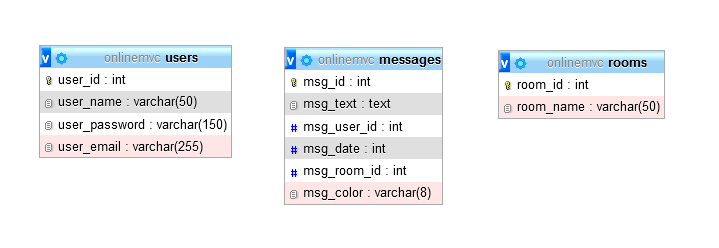 v onlinemvc users
user_id : int
user_name : varchar(50)
user_password : varchar(150)
user_email : varchar(255)
v onlinemvc messages
msg_id : int
msg_text : text
# msg_user_id : int
# msg_date : int
# msg_room_id : int
msg_color : varchar(8)
v onlinemvc rooms
room_id : int
room_name : varchar(50)